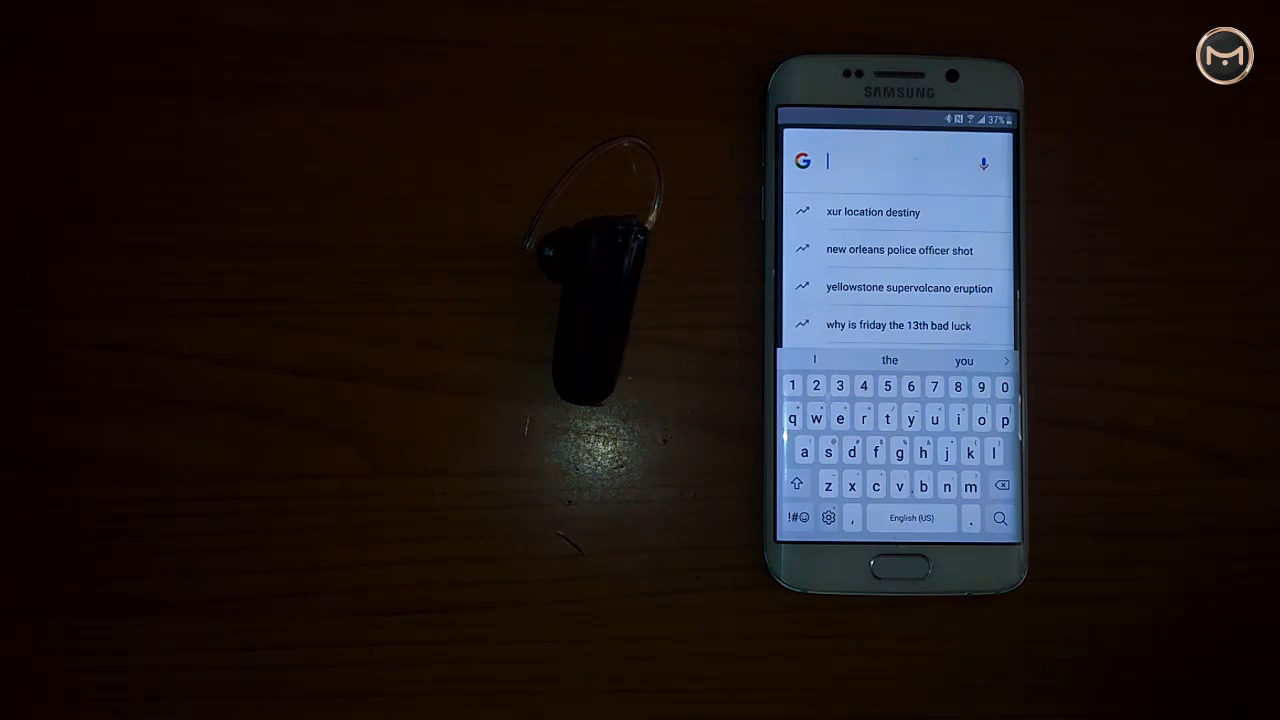 SAMSUNG
37%
G
xur location destiny
new orleans police officer shot
yellowstone supervolcano eruption
why is friday the 13th bad luck
I the you >
1 2 3 4 5 6 7 8 9 0
q w e r t y u i o p
a s d f g h j k l
z x c v b n m
!#☺ , English (US) .